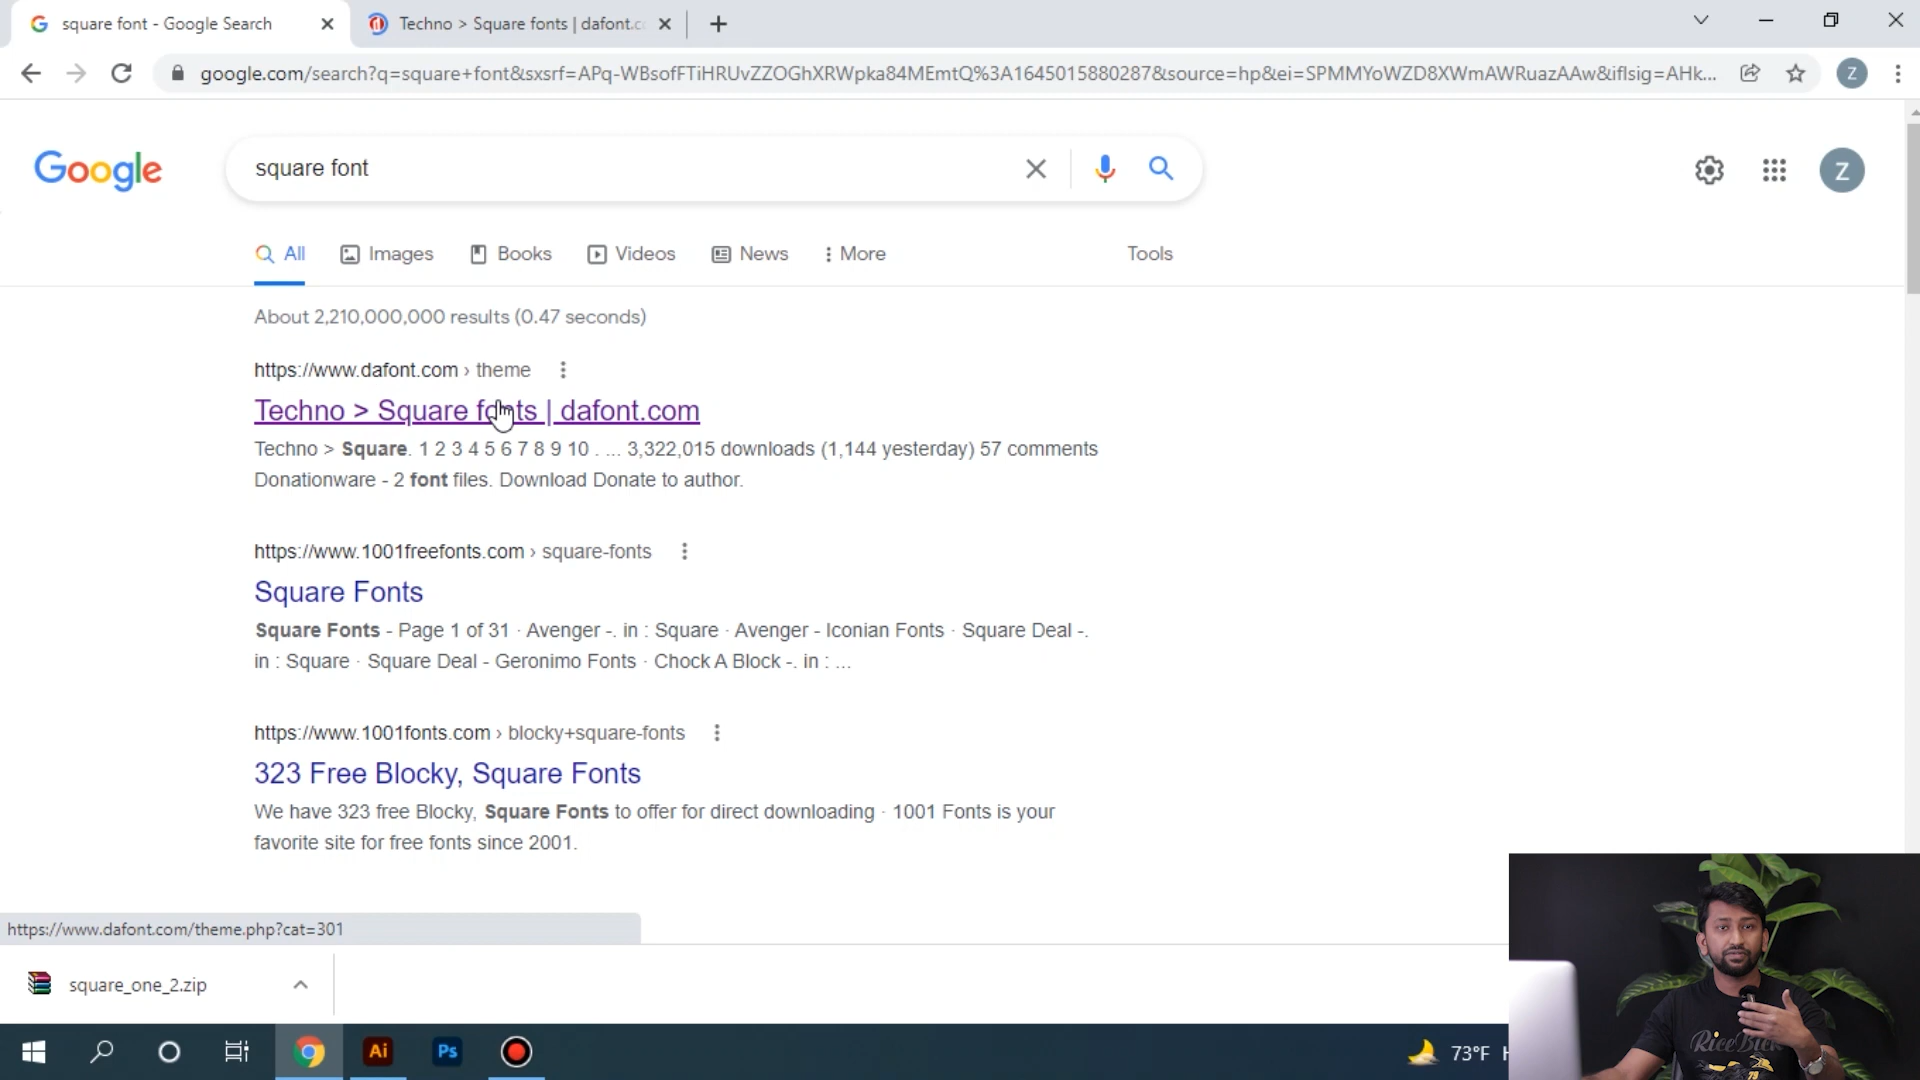 square font - Google Search
Techno > Square fonts | dafont.c
google.com/search?q=square+font&sxsrf=APq-WBsofFTiHRUvZZOGhXRWpka84MEmtQ%3A1645015880287&source=hp&ei=SPMMYoWZD8XWmAWRuazAAw&iflsig=AHk...
Z
Google
square font
Z
All
Images
Books
Videos
News
More
Tools
About 2,210,000,000 results (0.47 seconds)
https://www.dafont.com › theme
Techno > Square fonts | dafont.com
Techno > Square. 1 2 3 4 5 6 7 8 9 10 . ... 3,322,015 downloads (1,144 yesterday) 57 comments
Donationware - 2 font files. Download Donate to author.
https://www.1001freefonts.com › square-fonts
Square Fonts
Square Fonts - Page 1 of 31 · Avenger -. in : Square · Avenger - Iconian Fonts · Square Deal -.
in : Square · Square Deal - Geronimo Fonts · Chock A Block -. in : ...
https://www.1001fonts.com › blocky+square-fonts
323 Free Blocky, Square Fonts
We have 323 free Blocky, Square Fonts to offer for direct downloading · 1001 Fonts is your
favorite site for free fonts since 2001.
https://www.dafont.com/theme.php?cat=301
square_one_2.zip
Ai
Ps
73°F H